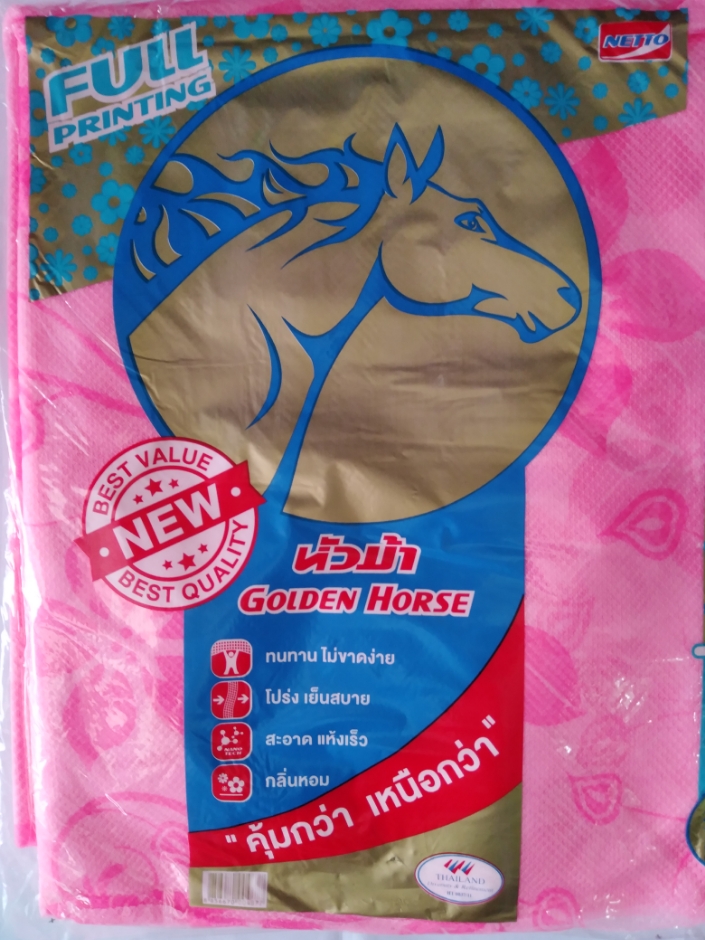 FULL
PRINTING
NETTO
BEST VALUE
NEW
BEST QUALITY
หัวม้า
GOLDEN HORSE
ทนทาน ไม่ขาดง่าย
โปร่ง เย็นสบาย
สะอาด แห้งเร็ว
กลิ่นหอม
"คุ้มกว่า เหนือกว่า"
THAILAND